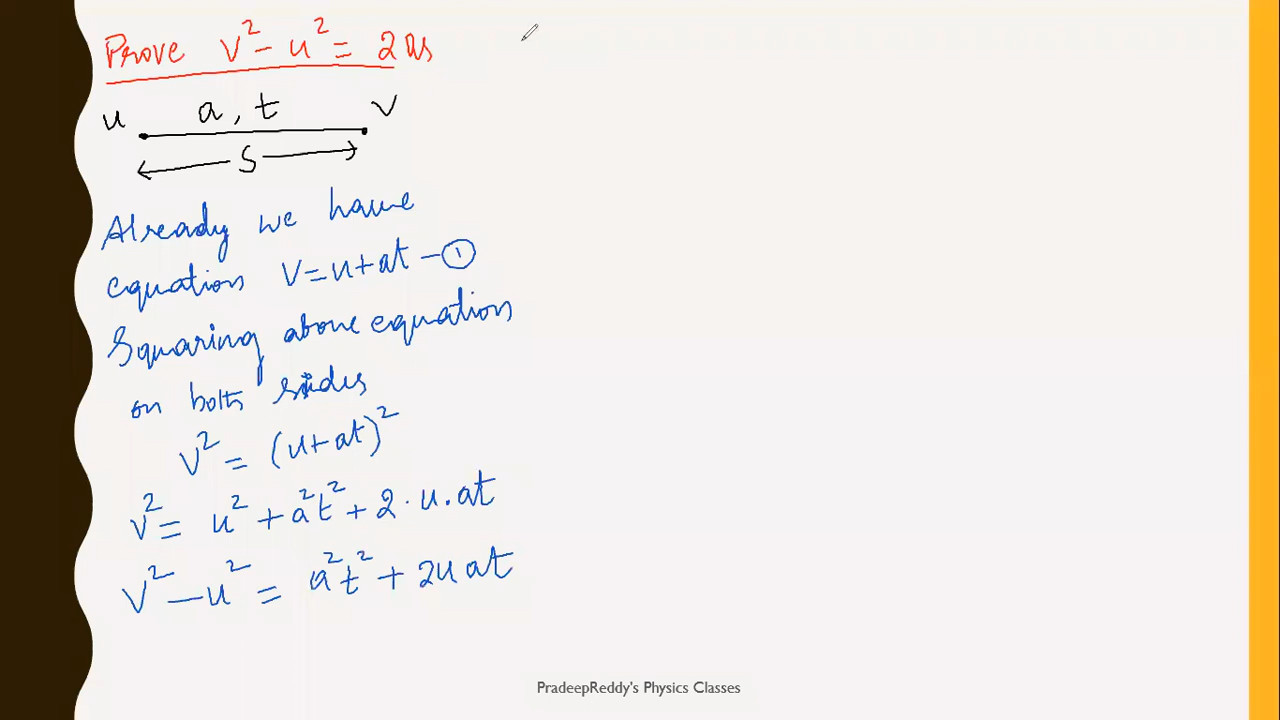 Prove v² - u² = 2as
u a, t v
S
Already we have
equation V = u + at - ①
Squaring above equation
on both sides
v² = (u + at)²
v² = u² + a²t² + 2 · u · at
v² - u² = a²t² + 2uat
PradeepReddy's Physics Classes